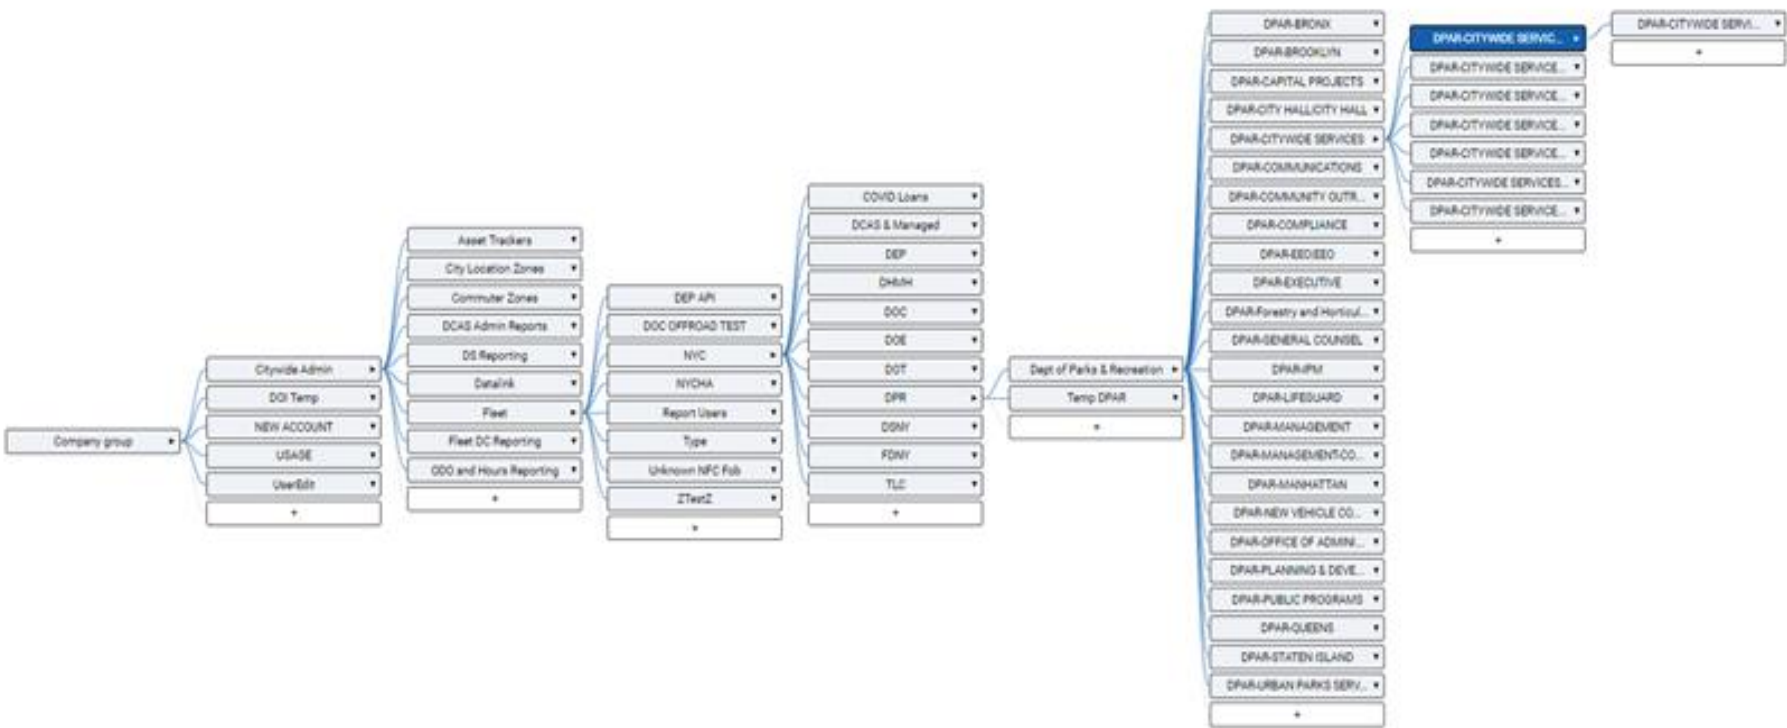 Company group
Citywide Admin
DOI Temp
NEW ACCOUNT
USAGE
UserEdit
+
Asset Trackers
City Location Zones
Commuter Zones
DCAS Admin Reports
DS Reporting
Datalink
Fleet
Fleet DC Reporting
ODO and Hours Reporting
+
DEP API
DOC OFFROAD TEST
NYC
NYCHA
Report Users
Type
Unknown NFC Fob
ZTestZ
+
COVID Loans
DCAS & Managed
DEP
DHMH
DOC
DOE
DOT
DPR
DSNY
FDNY
TLC
+
Dept of Parks & Recreation
Temp DPAR
+
DPAR-BRONX
DPAR-BROOKLYN
DPAR-CAPITAL PROJECTS
DPAR-CITY HALL|CITY HALL
DPAR-CITYWIDE SERVICES
DPAR-COMMUNICATIONS
DPAR-COMMUNITY OUTR...
DPAR-COMPLIANCE
DPAR-EEO|EEO
DPAR-EXECUTIVE
DPAR-Forestry and Horticul...
DPAR-GENERAL COUNSEL
DPAR-IPM
DPAR-LIFEGUARD
DPAR-MANAGEMENT
DPAR-MANAGEMENT-CO...
DPAR-MANHATTAN
DPAR-NEW VEHICLE CO...
DPAR-OFFICE OF ADMINI...
DPAR-PLANNING & DEVE...
DPAR-PUBLIC PROGRAMS
DPAR-QUEENS
DPAR-STATEN ISLAND
DPAR-URBAN PARKS SERV...
+
DPAR-CITYWIDE SERVIC...
DPAR-CITYWIDE SERVICE...
DPAR-CITYWIDE SERVICE...
DPAR-CITYWIDE SERVICE...
DPAR-CITYWIDE SERVICE...
DPAR-CITYWIDE SERVICES...
DPAR-CITYWIDE SERVICE...
+
DPAR-CITYWIDE SERVI...
+